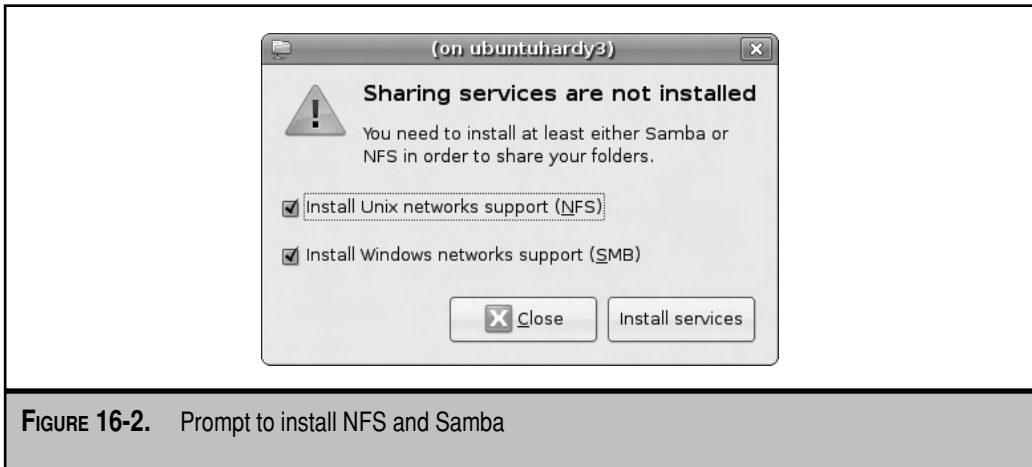 (on ubuntuhardy3)
Sharing services are not installed
You need to install at least either Samba or
NFS in order to share your folders.
Install Unix networks support (NFS)
Install Windows networks support (SMB)
Close
Install services
FIGURE 16-2. Prompt to install NFS and Samba